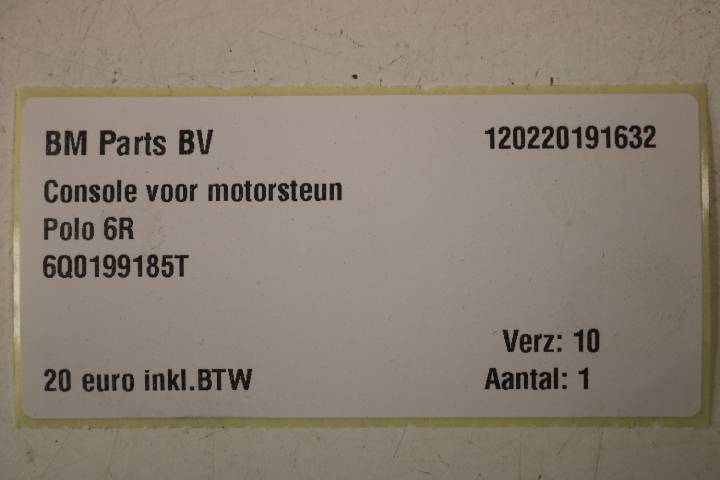 BM Parts BV 120220191632
Console voor motorsteun
Polo 6R
6Q0199185T
Verz: 10
20 euro inkl.BTW Aantal: 1